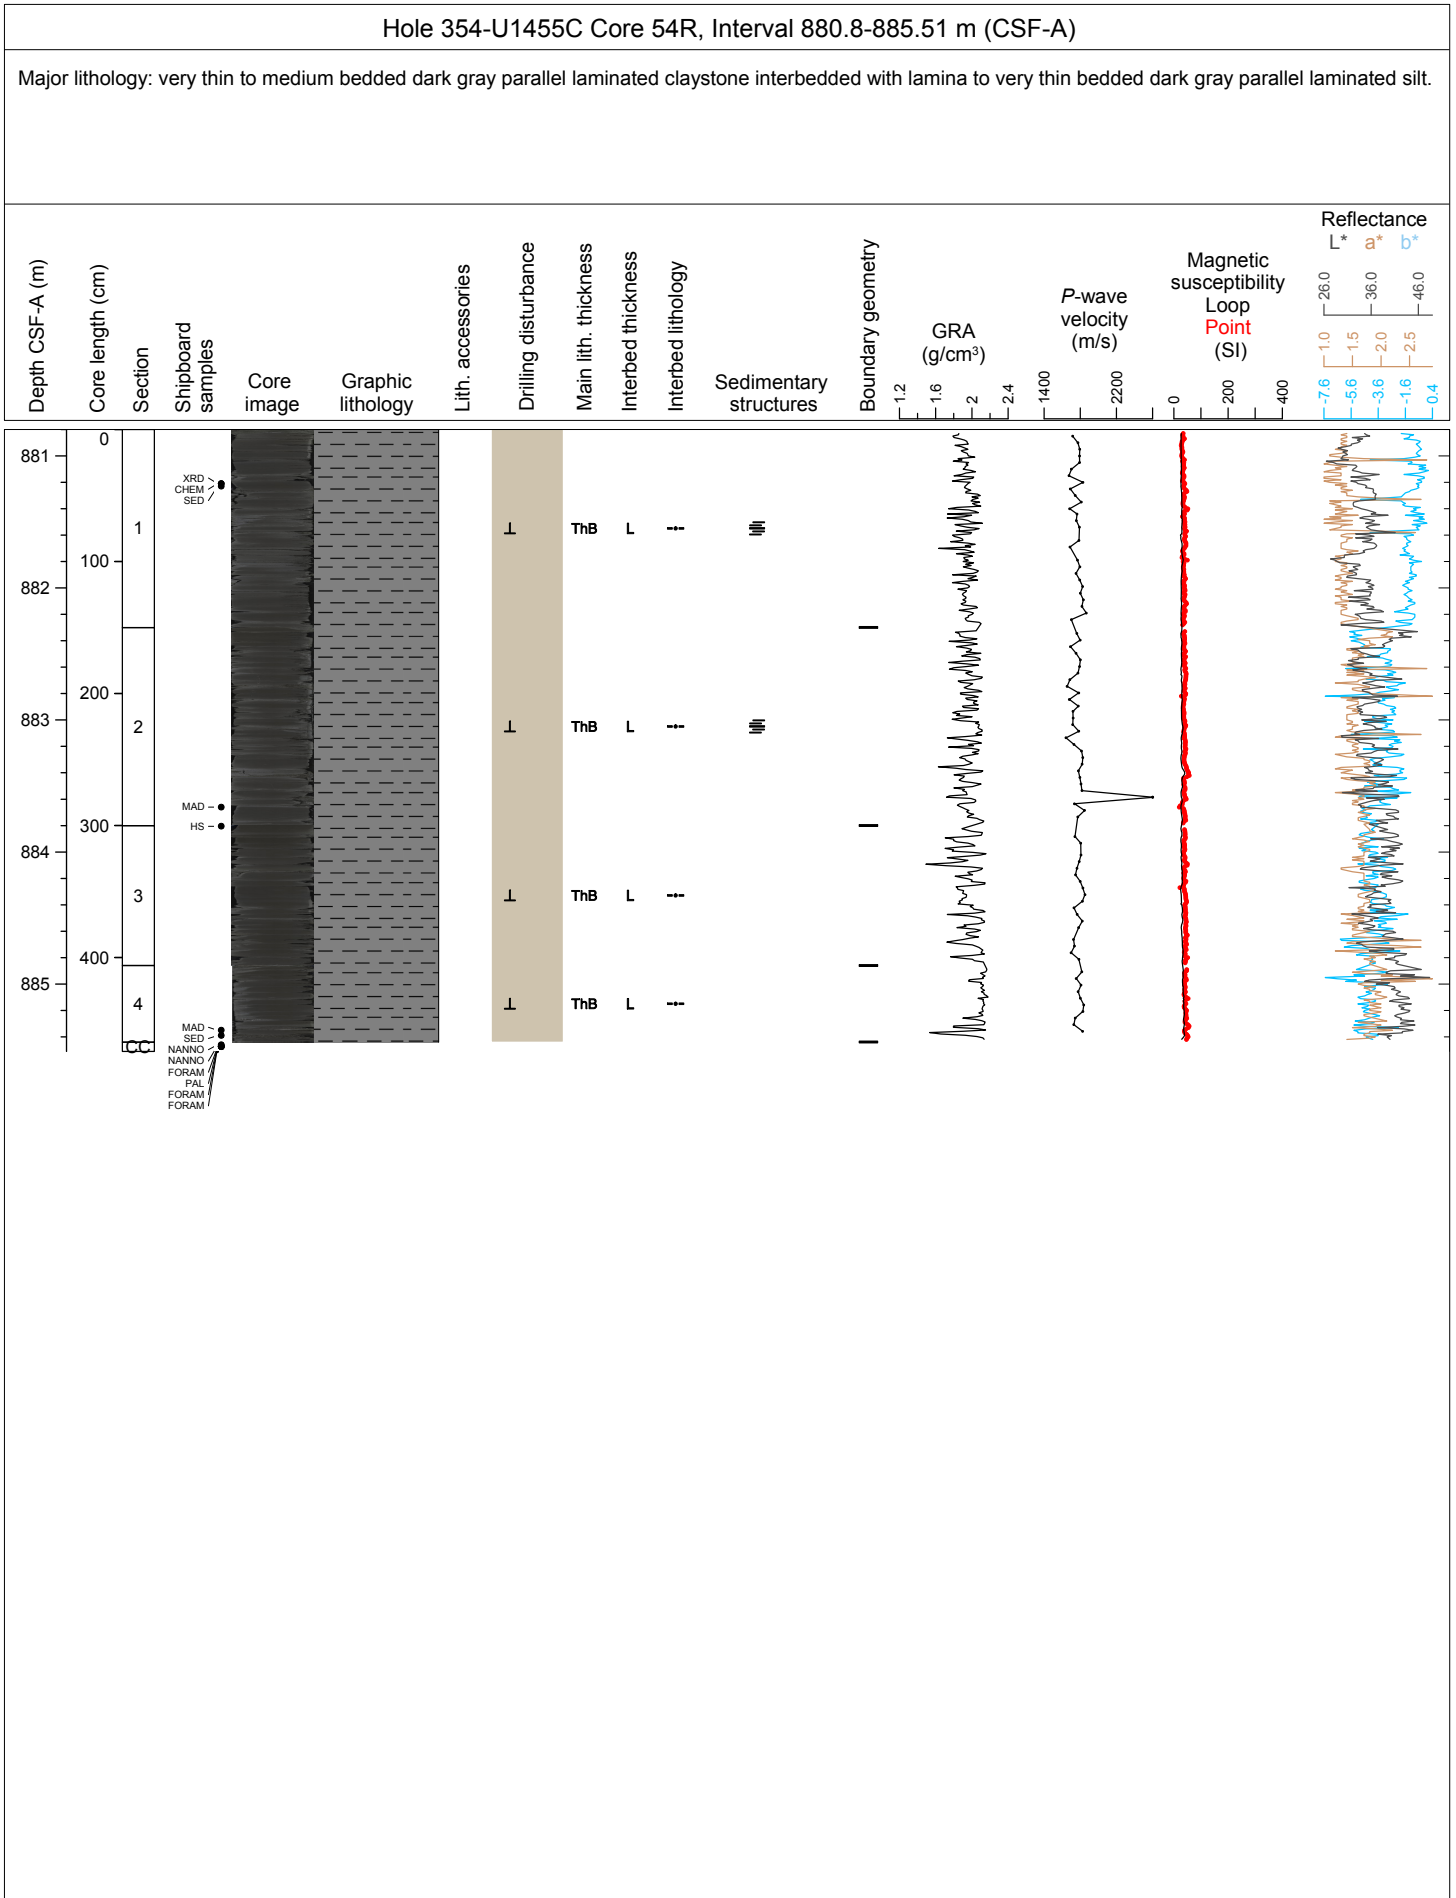 Hole 354-U1455C Core 54R, Interval 880.8-885.51 m (CSF-A)
Major lithology: very thin to medium bedded dark gray parallel laminated claystone interbedded with lamina to very thin bedded dark gray parallel laminated silt.
Depth CSF-A (m)
Core length (cm)
Section
Shipboard
samples
Core
image
Graphic
lithology
Lith. accessories
Drilling disturbance
Main lith. thickness
Interbed thickness
Interbed lithology
Sedimentary
structures
Boundary geometry
GRA
(g/cm³)
1.2 1.6 2 2.4
P-wave
velocity
(m/s)
1400 2200
Magnetic
susceptibility
Loop
Point
(SI)
0 200 400
Reflectance
L* a* b*
26.0 36.0 46.0
1.0 1.5 2.0 2.5
-7.6 -5.6 -3.6 -1.6 0.4
881
882
883
884
885
0
100
200
300
400
1
2
3
4
CC
XRD
CHEM
SED
MAD
HS
MAD
SED
NANNO
NANNO
FORAM
PAL
FORAM
FORAM
ThB L
ThB L
ThB L
ThB L